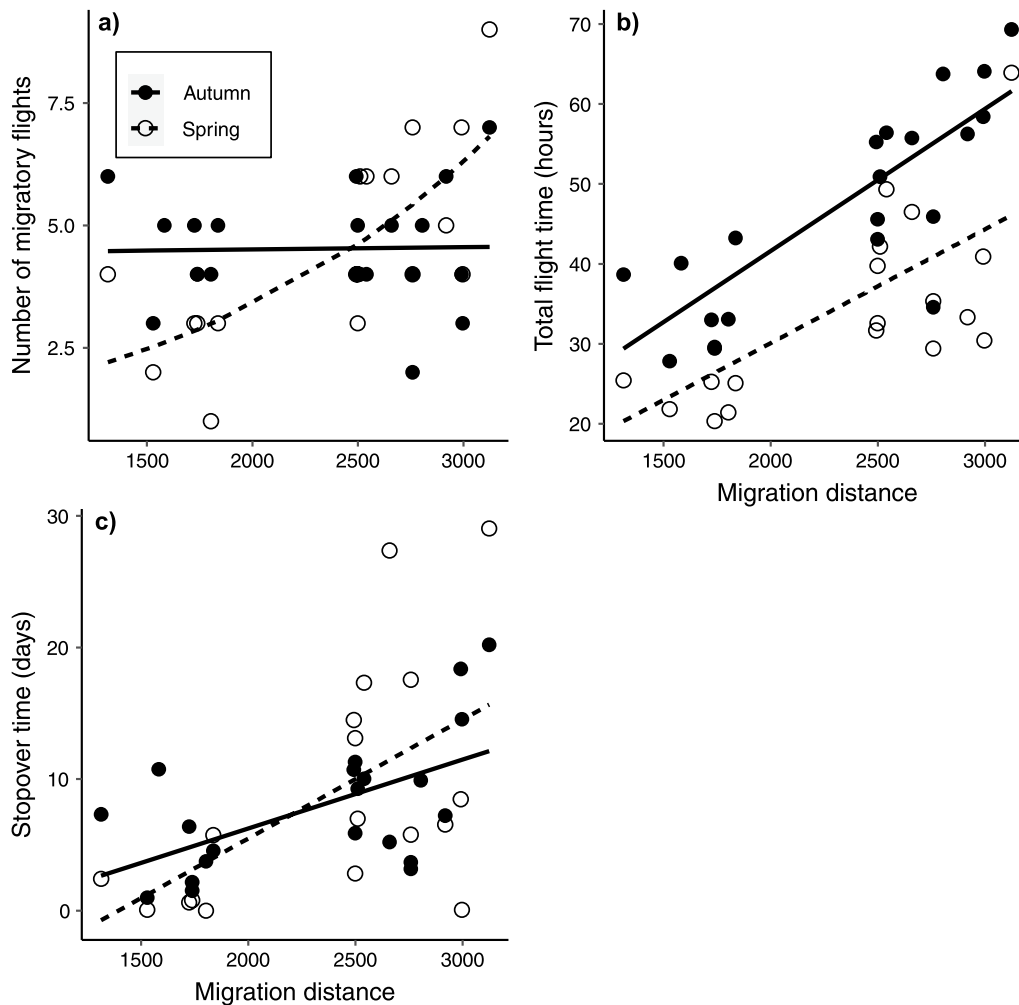 a)
Number of migratory flights
7.5
5.0
2.5
Autumn
Spring
1500 2000 2500 3000
b)
Total flight time (hours)
70
60
50
40
30
20
1500 2000 2500 3000
Migration distance
c)
Stopover time (days)
30
20
10
0
1500 2000 2500 3000
Migration distance